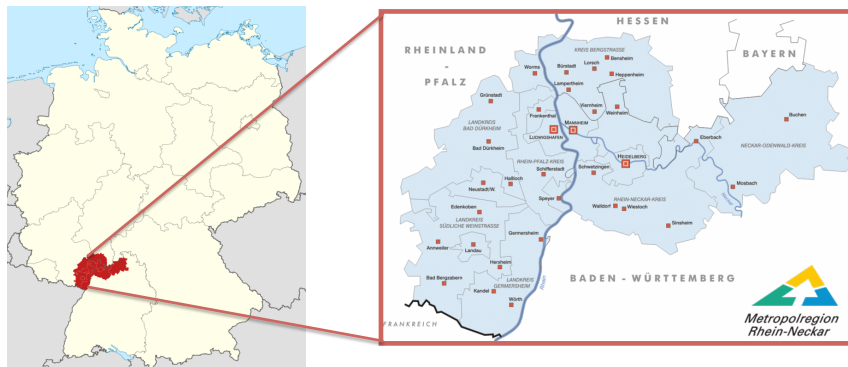 HESSEN
RHEINLAND
-
PFALZ
BAYERN
KREIS BERGSTRASSE
Bensheim
Worms
Bürstadt
Lorsch
Heppenheim
Lampertheim
Grünstadt
Viernheim
Weinheim
Frankenthal
Buchen
LANDKREIS
BAD DÜRKHEIM
MANNHEIM
LUDWIGSHAFEN
Eberbach
Bad Dürkheim
NECKAR-ODENWALD-KREIS
RHEIN-PFALZ-KREIS
HEIDELBERG
Schwetzingen
Schifferstadt
Haßloch
Neustadt/W.
Mosbach
Neckar
Speyer
RHEIN-NECKAR-KREIS
Walldorf
Wiesloch
Edenkoben
LANDKREIS
SÜDLICHE WEINSTRASSE
Sinsheim
Germersheim
Annweiler
Landau
Herxheim
LANDKREIS
GERMERSHEIM
Bad Bergzabern
Kandel
Wörth
Rhein
BADEN - WÜRTTEMBERG
FRANKREICH
Metropolregion
Rhein-Neckar